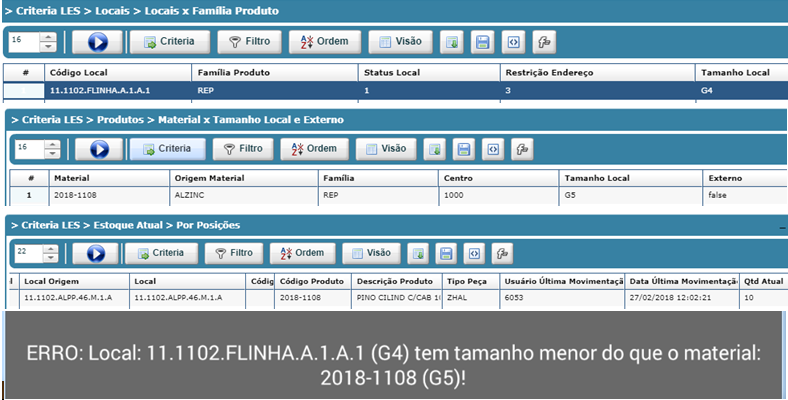 > Criteria LES > Locais > Locais x Família Produto
16 Criteria Filtro Ordem Visão
# Código Local Família Produto Status Local Restrição Endereço Tamanho Local
1 11.1102.FLINHA.A.1.A.1 REP 1 3 G4
> Criteria LES > Produtos > Material x Tamanho Local e Externo
16 Criteria Filtro Ordem Visão
# Material Origem Material Família Centro Tamanho Local Externo
1 2018-1108 ALZINC REP 1000 G5 false
> Criteria LES > Estoque Atual > Por Posições
22 Criteria Filtro Ordem Visão
Local Origem Local Códig Código Produto Descrição Produto Tipo Peça Usuário Última Movimentaçã Data Última Movimentaçã Qtd Atual
11.1102.ALPP.46.M.1.A 11.1102.ALPP.46.M.1.A 2018-1108 PINO CILIND C/CAB 1 ZHAL 6053 27/02/2018 12:02:21 10
ERRO: Local: 11.1102.FLINHA.A.1.A.1 (G4) tem tamanho menor do que o material:
2018-1108 (G5)!